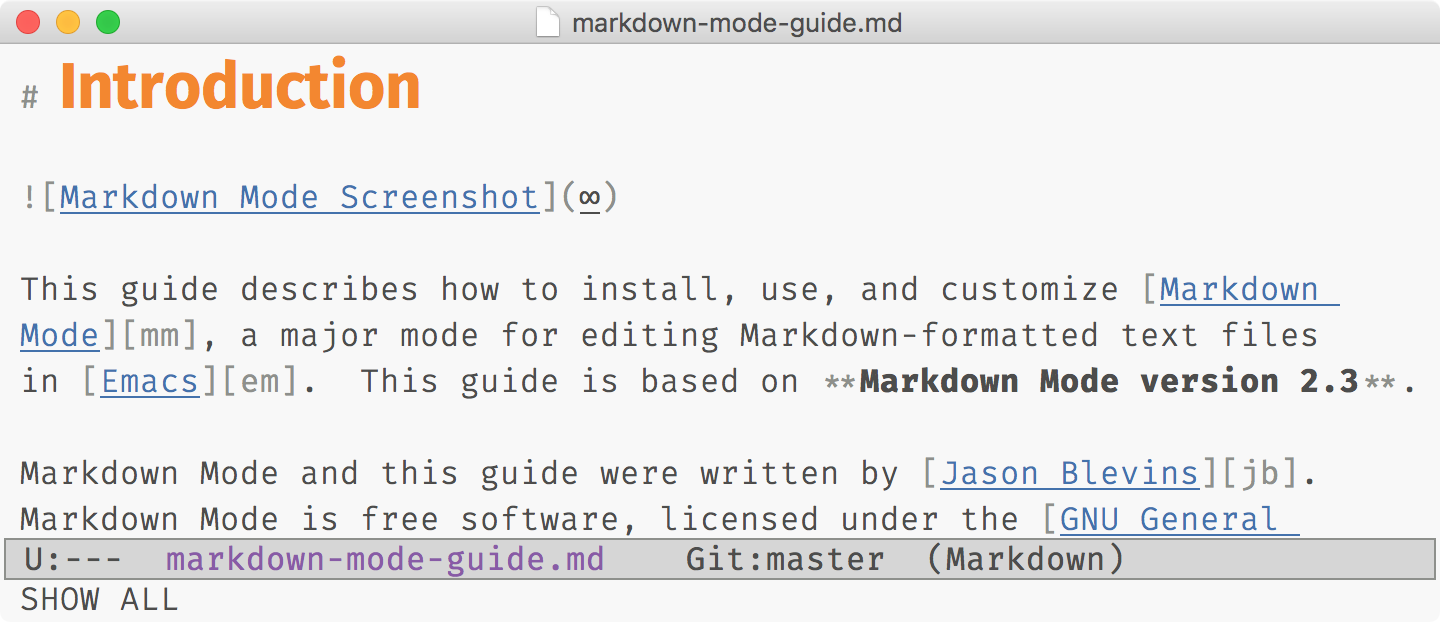 markdown-mode-guide.md
# Introduction
![Markdown Mode Screenshot](∞)
This guide describes how to install, use, and customize [Markdown
Mode][mm], a major mode for editing Markdown-formatted text files
in [Emacs][em].  This guide is based on **Markdown Mode version 2.3**.
Markdown Mode and this guide were written by [Jason Blevins][jb].
Markdown Mode is free software, licensed under the [GNU General
U:---  markdown-mode-guide.md    Git:master  (Markdown)
SHOW ALL